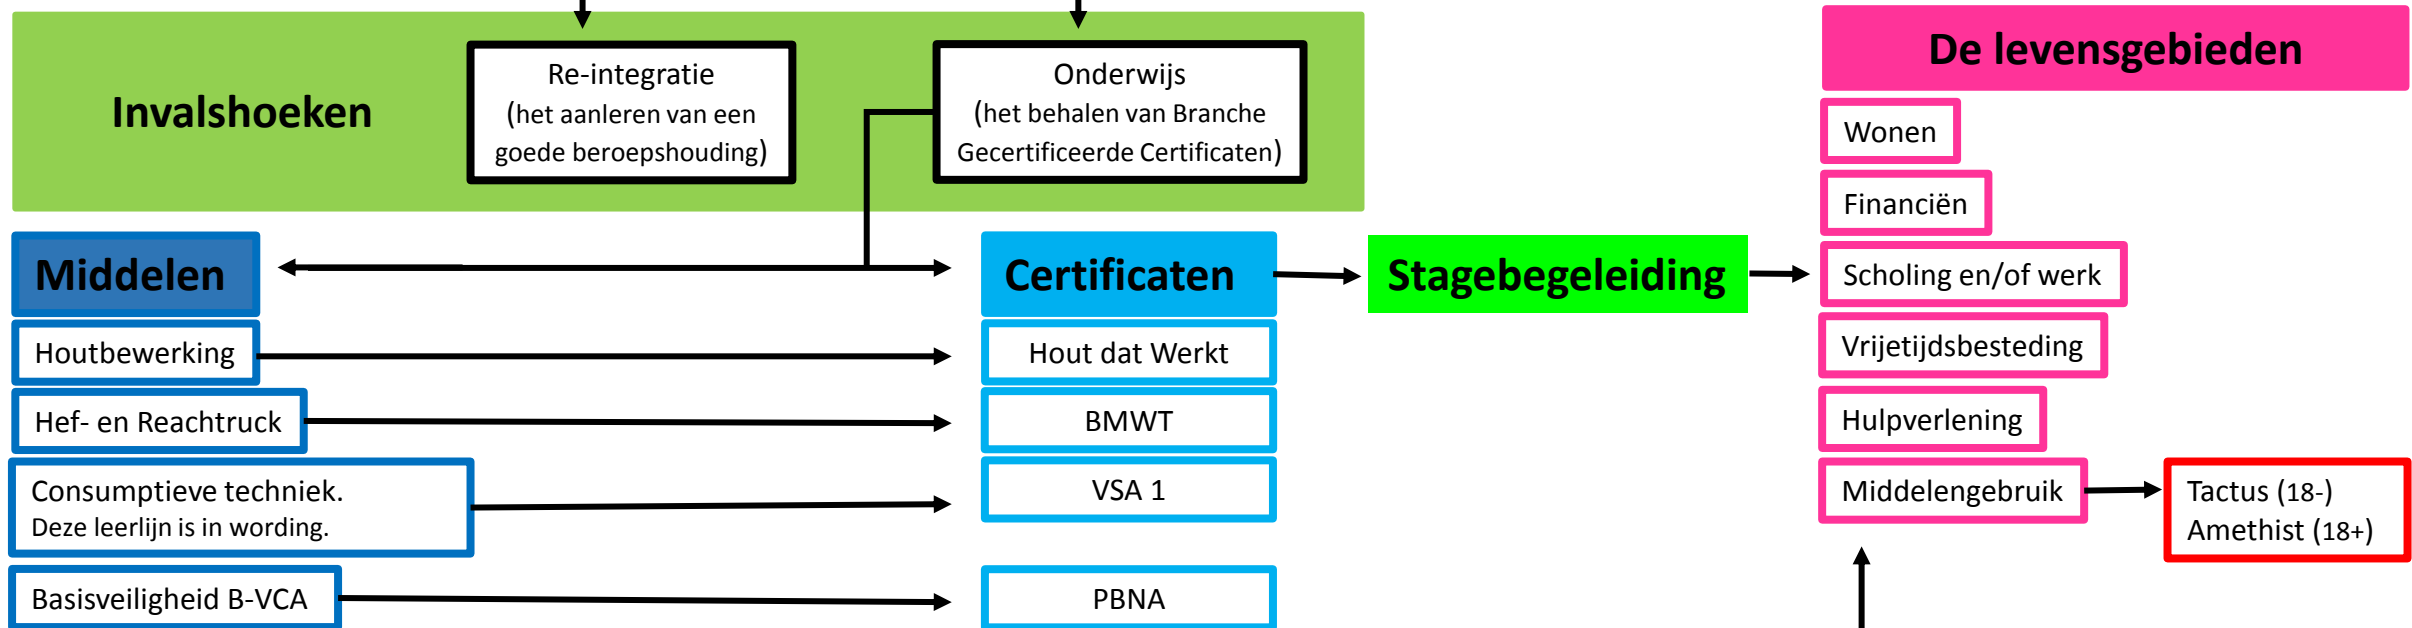 Invalshoeken
Re-integratie
(het aanleren van een
goede beroepshouding)
Onderwijs
(het behalen van Branche
Gecertificeerde Certificaten)
Middelen
Houtbewerking
Hef- en Reachtruck
Consumptieve techniek.
Deze leerlijn is in wording.
Basisveiligheid B-VCA
Certificaten
Hout dat Werkt
BMWT
VSA 1
PBNA
Stagebegeleiding
De levensgebieden
Wonen
Financiën
Scholing en/of werk
Vrijetijdsbesteding
Hulpverlening
Middelengebruik
Tactus (18-)
Amethist (18+)